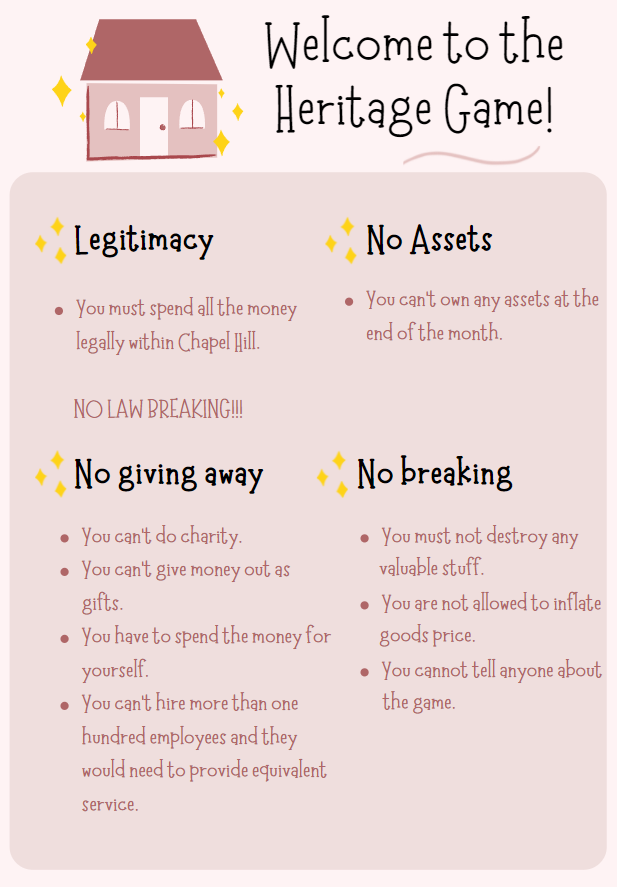 Welcome to the
Heritage Game!
Legitimacy
You must spend all the money
legally within Chapel Hill.
NO LAW BREAKING!!!
No Assets
You can't own any assets at the
end of the month.
No giving away
You can't do charity.
You can't give money out as
gifts.
You have to spend the money for
yourself.
You can't hire more than one
hundred employees and they
would need to provide equivalent
service.
No breaking
You must not destroy any
valuable stuff.
You are not allowed to inflate
goods price.
You cannot tell anyone about
the game.